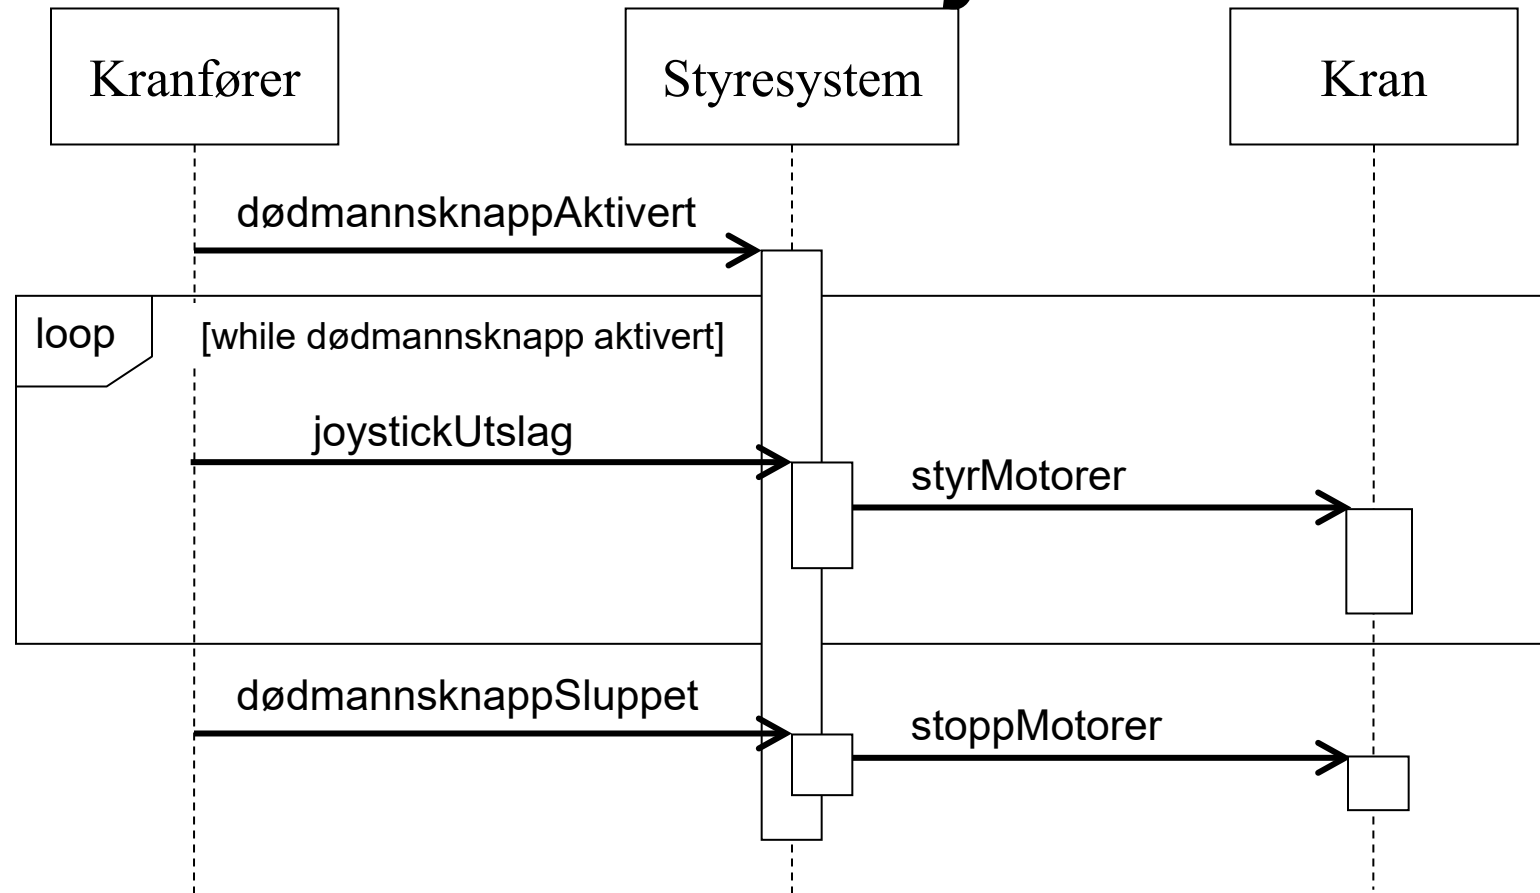 Kranfører
Styresystem
Kran
dødmannsknappAktivert
loop
[while dødmannsknapp aktivert]
joystickUtslag
styrMotorer
dødmannsknappSluppet
stoppMotorer